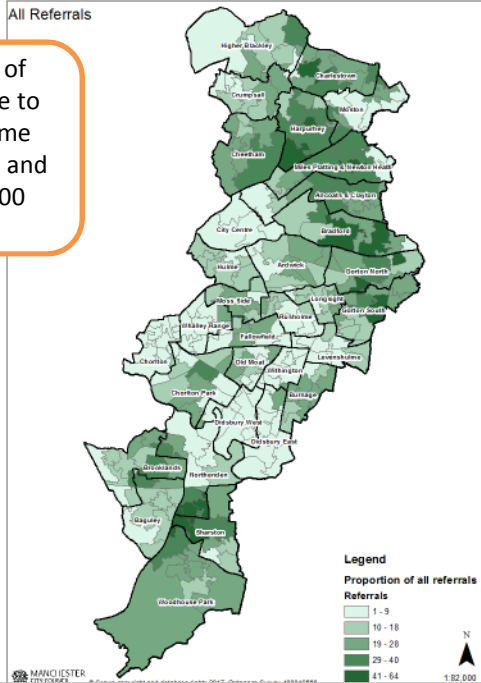 All Referrals
of
e to
me
and
00
Higher Blackley
Charlestown
Crumpsall
Moston
Harpurhey
Cheetham
Miles Platting & Newton Heath
Ancoats & Clayton
City Centre
Bradford
Hulme
Ardwick
Gorton North
Moss Side
Longsight
Gorton South
Rusholme
Whalley Range
Fallowfield
Levenshulme
Chorlton
Old Moat
Withington
Chorlton Park
Burnage
Didsbury West
Didsbury East
Brooklands
Northenden
Baguley
Sharston
Woodhouse Park
Legend
Proportion of all referrals
Referrals
1 - 9
10 - 18
19 - 28
29 - 40
41 - 64
N
1:82,000
MANCHESTER
CITY COUNCIL